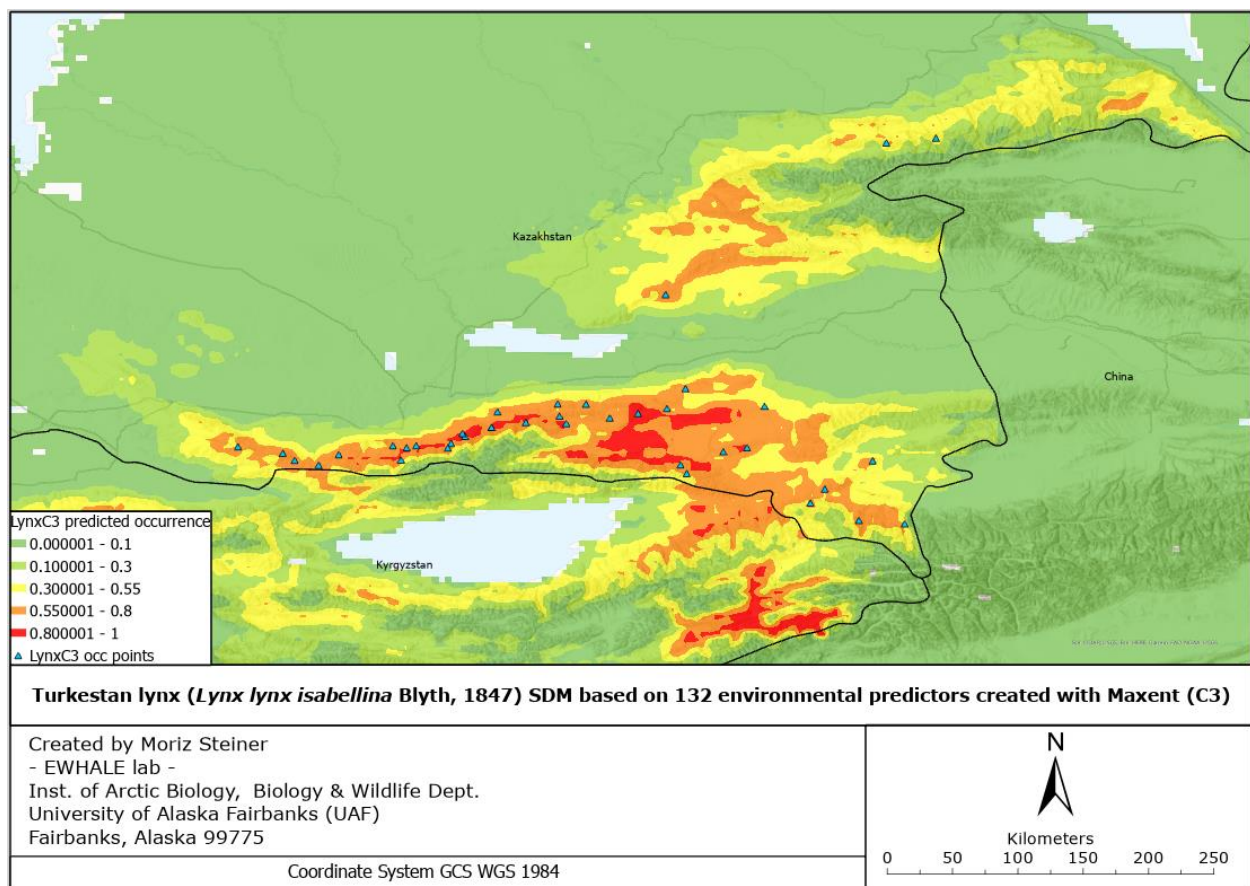 Kazakhstan
China
Kyrgyzstan
LynxC3 predicted occurrence
0.000001 - 0.1
0.100001 - 0.3
0.300001 - 0.55
0.550001 - 0.8
0.800001 - 1
LynxC3 occ points
Turkestan lynx (Lynx lynx isabellina Blyth, 1847) SDM based on 132 environmental predictors created with Maxent (C3)
Created by Moriz Steiner
- EWHALE lab -
Inst. of Arctic Biology, Biology & Wildlife Dept.
University of Alaska Fairbanks (UAF)
Fairbanks, Alaska 99775
Coordinate System GCS WGS 1984
N
Kilometers
0 50 100 150 200 250